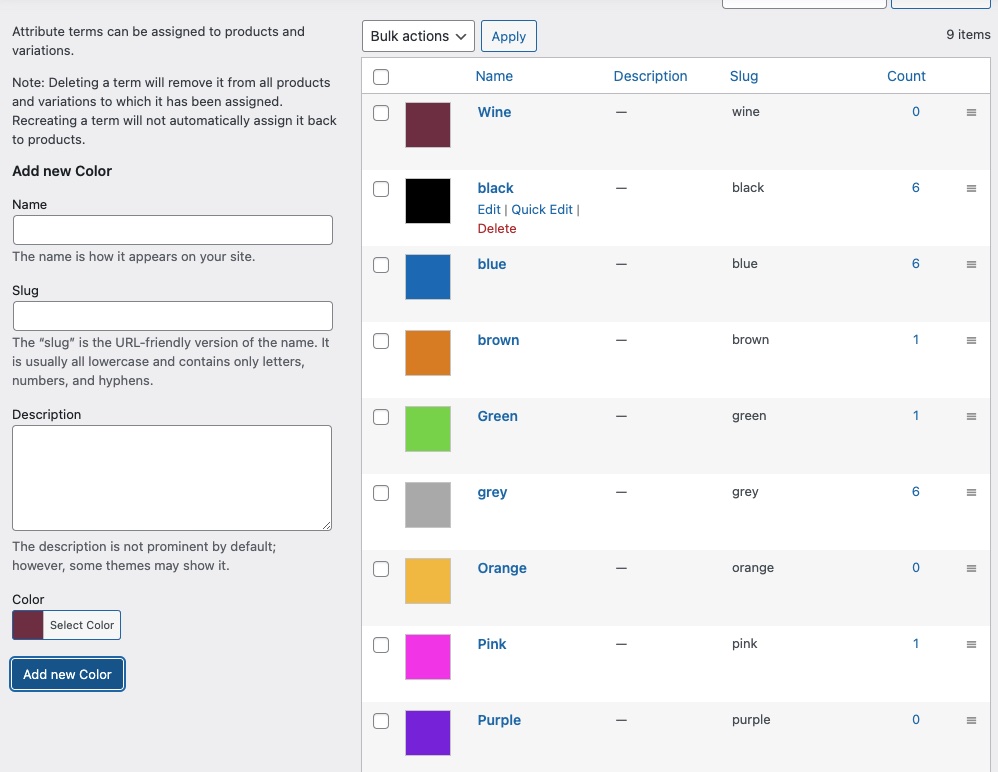 Attribute terms can be assigned to products and
variations.
Note: Deleting a term will remove it from all products
and variations to which it has been assigned.
Recreating a term will not automatically assign it back
to products.
Add new Color
Name
The name is how it appears on your site.
Slug
The “slug” is the URL-friendly version of the name. It
is usually all lowercase and contains only letters,
numbers, and hyphens.
Description
The description is not prominent by default;
however, some themes may show it.
Color
Select Color
Add new Color
Bulk actions Apply 9 items
Name Description Slug Count
Wine — wine 0
black — black 6
Edit | Quick Edit |
Delete
blue — blue 6
brown — brown 1
Green — green 1
grey — grey 6
Orange — orange 0
Pink — pink 1
Purple — purple 0